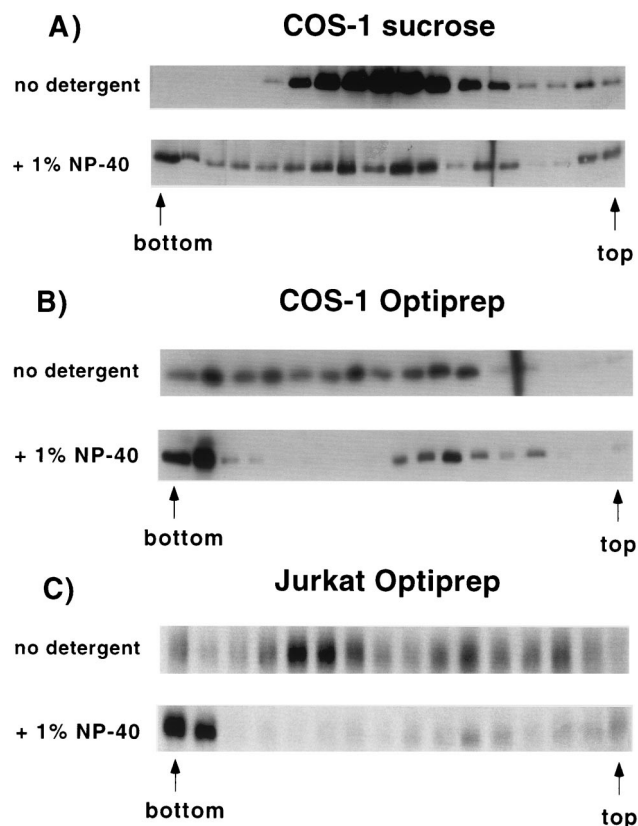 A) COS-1 sucrose
no detergent
+ 1% NP-40
bottom
top
B) COS-1 Optiprep
no detergent
+ 1% NP-40
bottom
top
C) Jurkat Optiprep
no detergent
+ 1% NP-40
bottom
top